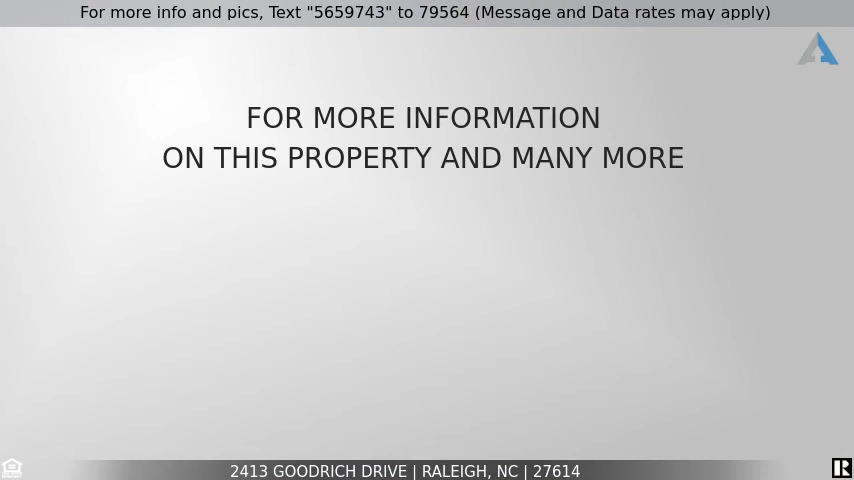 For more info and pics, Text "5659743" to 79564 (Message and Data rates may apply)
FOR MORE INFORMATION
ON THIS PROPERTY AND MANY MORE
2413 GOODRICH DRIVE | RALEIGH, NC | 27614